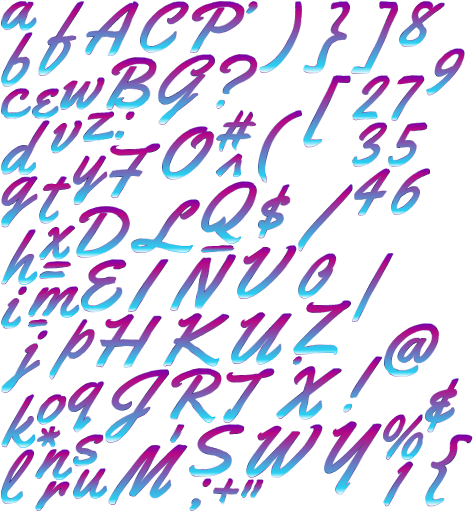 a f A C P ' ) } ] 8
b c ε w B G ? [ 2 7 9
d v z : 7 O # ^ ( 3 5
g t y D L Q $ / 4 6
h x = E I N U 0 /
i m j p H K U Z @
k o q J R T X ! $
l * n s r u M , S ; + " W Y % 1 {